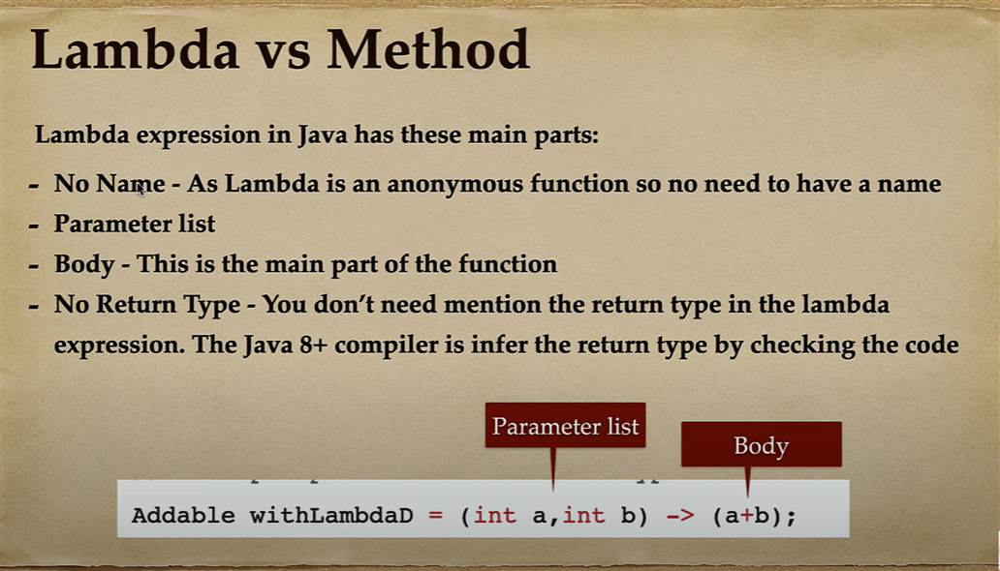 Lambda vs Method
Lambda expression in Java has these main parts:
- No Name - As Lambda is an anonymous function so no need to have a name
- Parameter list
- Body - This is the main part of the function
- No Return Type - You don't need mention the return type in the lambda
expression. The Java 8+ compiler is infer the return type by checking the code
Parameter list
Body
Addable withLambdaD = (int a,int b) -> (a+b);